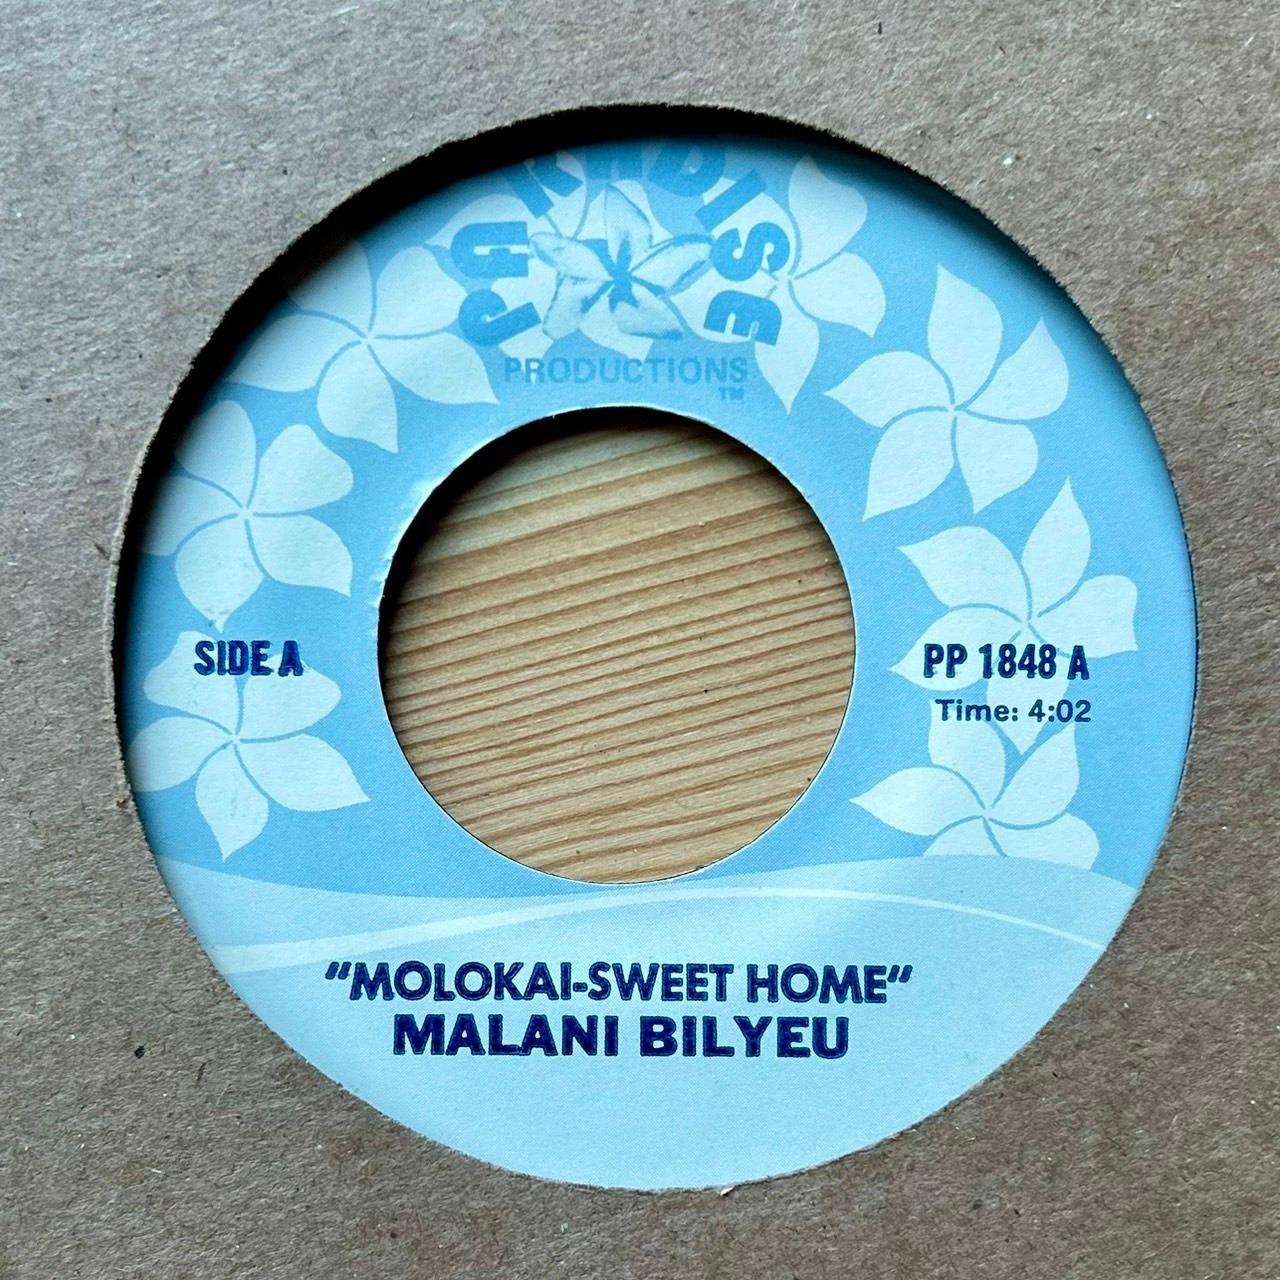 PARADISE
PRODUCTIONS
TM
SIDE A
PP 1848 A
Time: 4:02
"MOLOKAI-SWEET HOME"
MALANI BILYEU